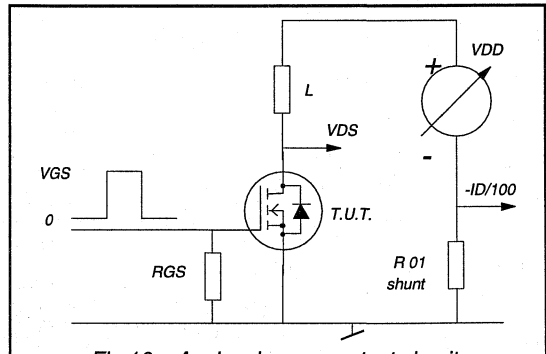 VDD
+
L
VDS
-
VGS
-ID/100
0
T.U.T.
RGS
R 01
shunt